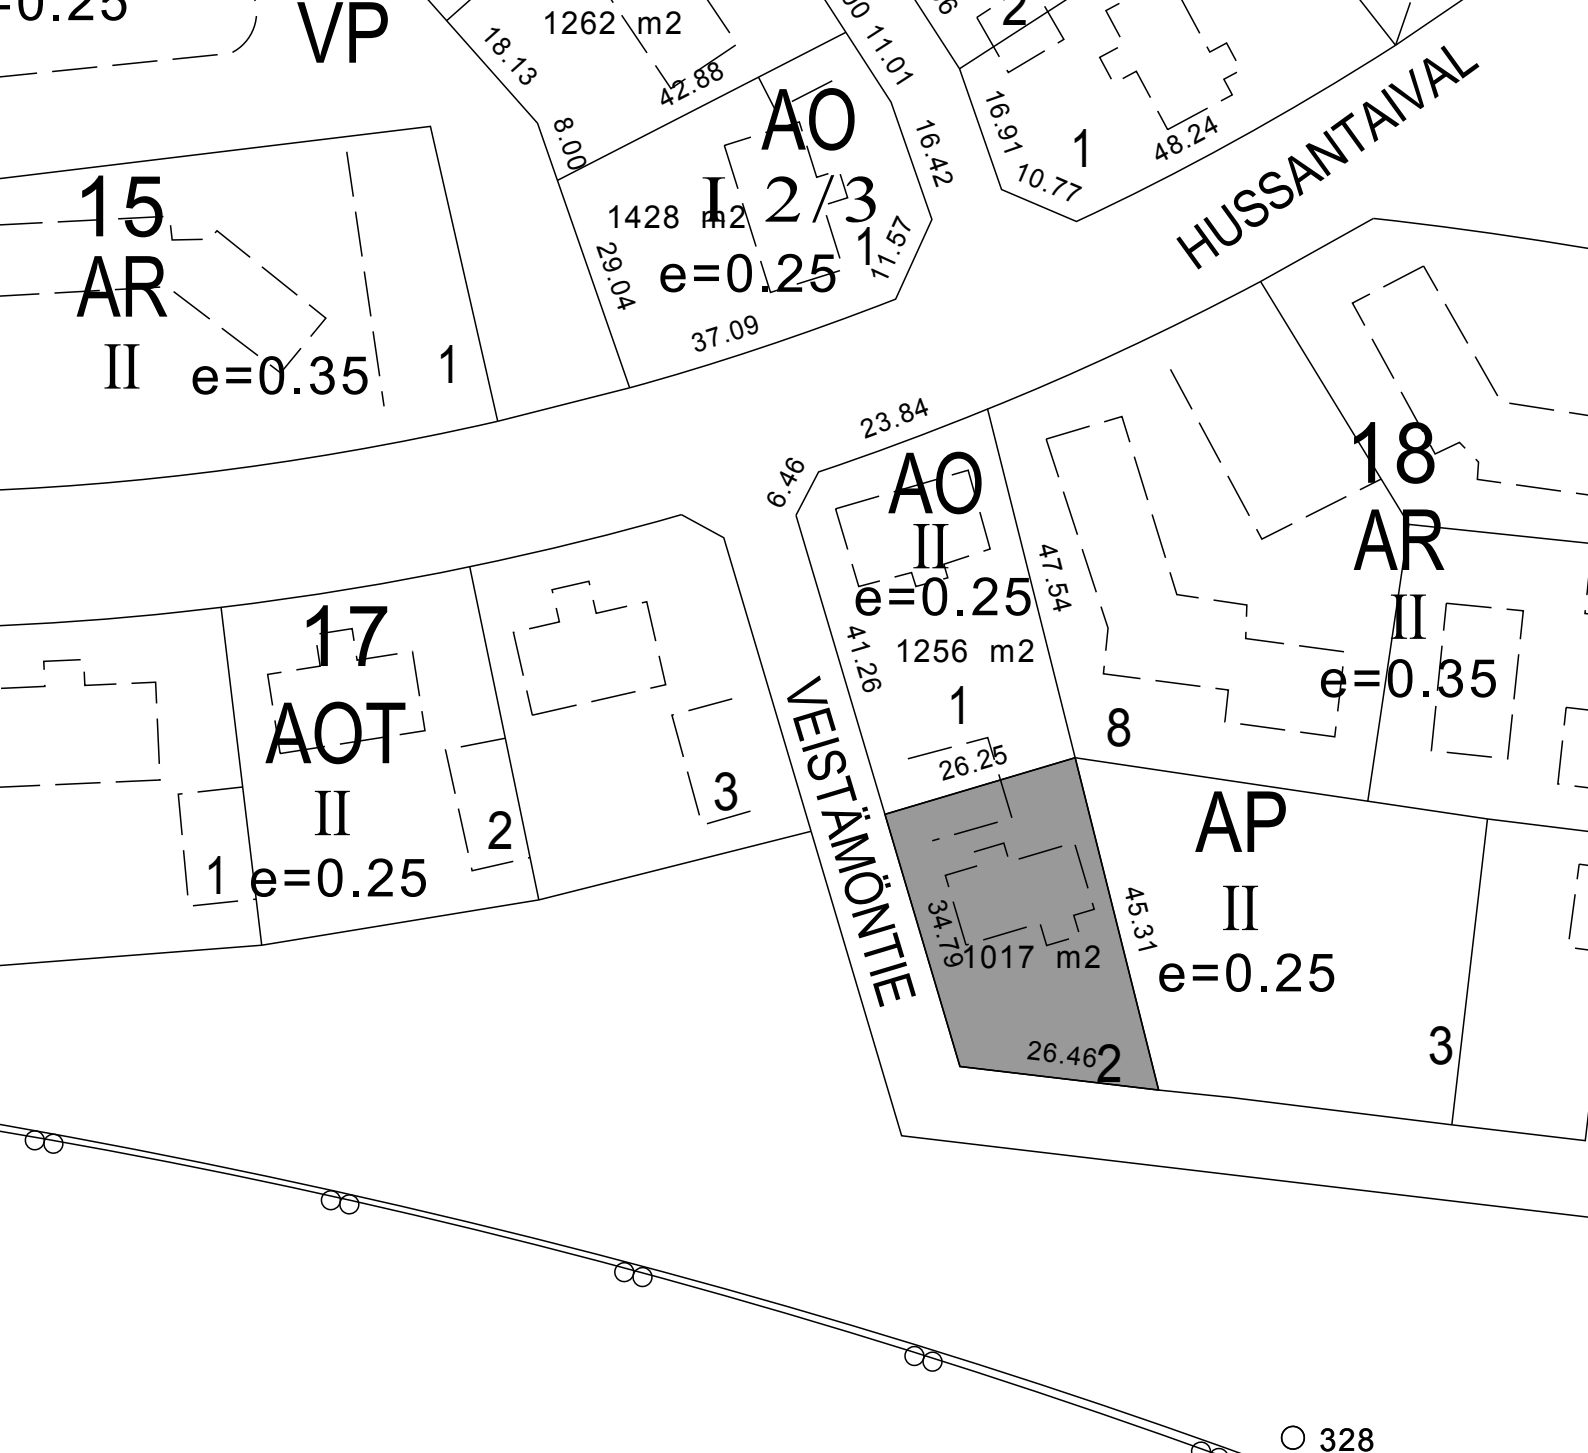 0.25
VP
18.13
1262 m2
42.88
00 11.01
2
8.00
AO
16.91
1
48.24
10.77
16.42
HUSSANTAIVAL
15
AR
II
e=0.35
1
1428 m2
I 2/3
e=0.25
1
11.57
29.04
37.09
23.84
6.46
AO
II
e=0.25
1256 m2
1
47.54
41.26
26.25
18
AR
II
e=0.35
8
17
AOT
II
e=0.25
1
2
3
VEISTÄMÖNTIE
AP
II
e=0.25
3
34.79
1017 m2
45.31
26.46
2
328